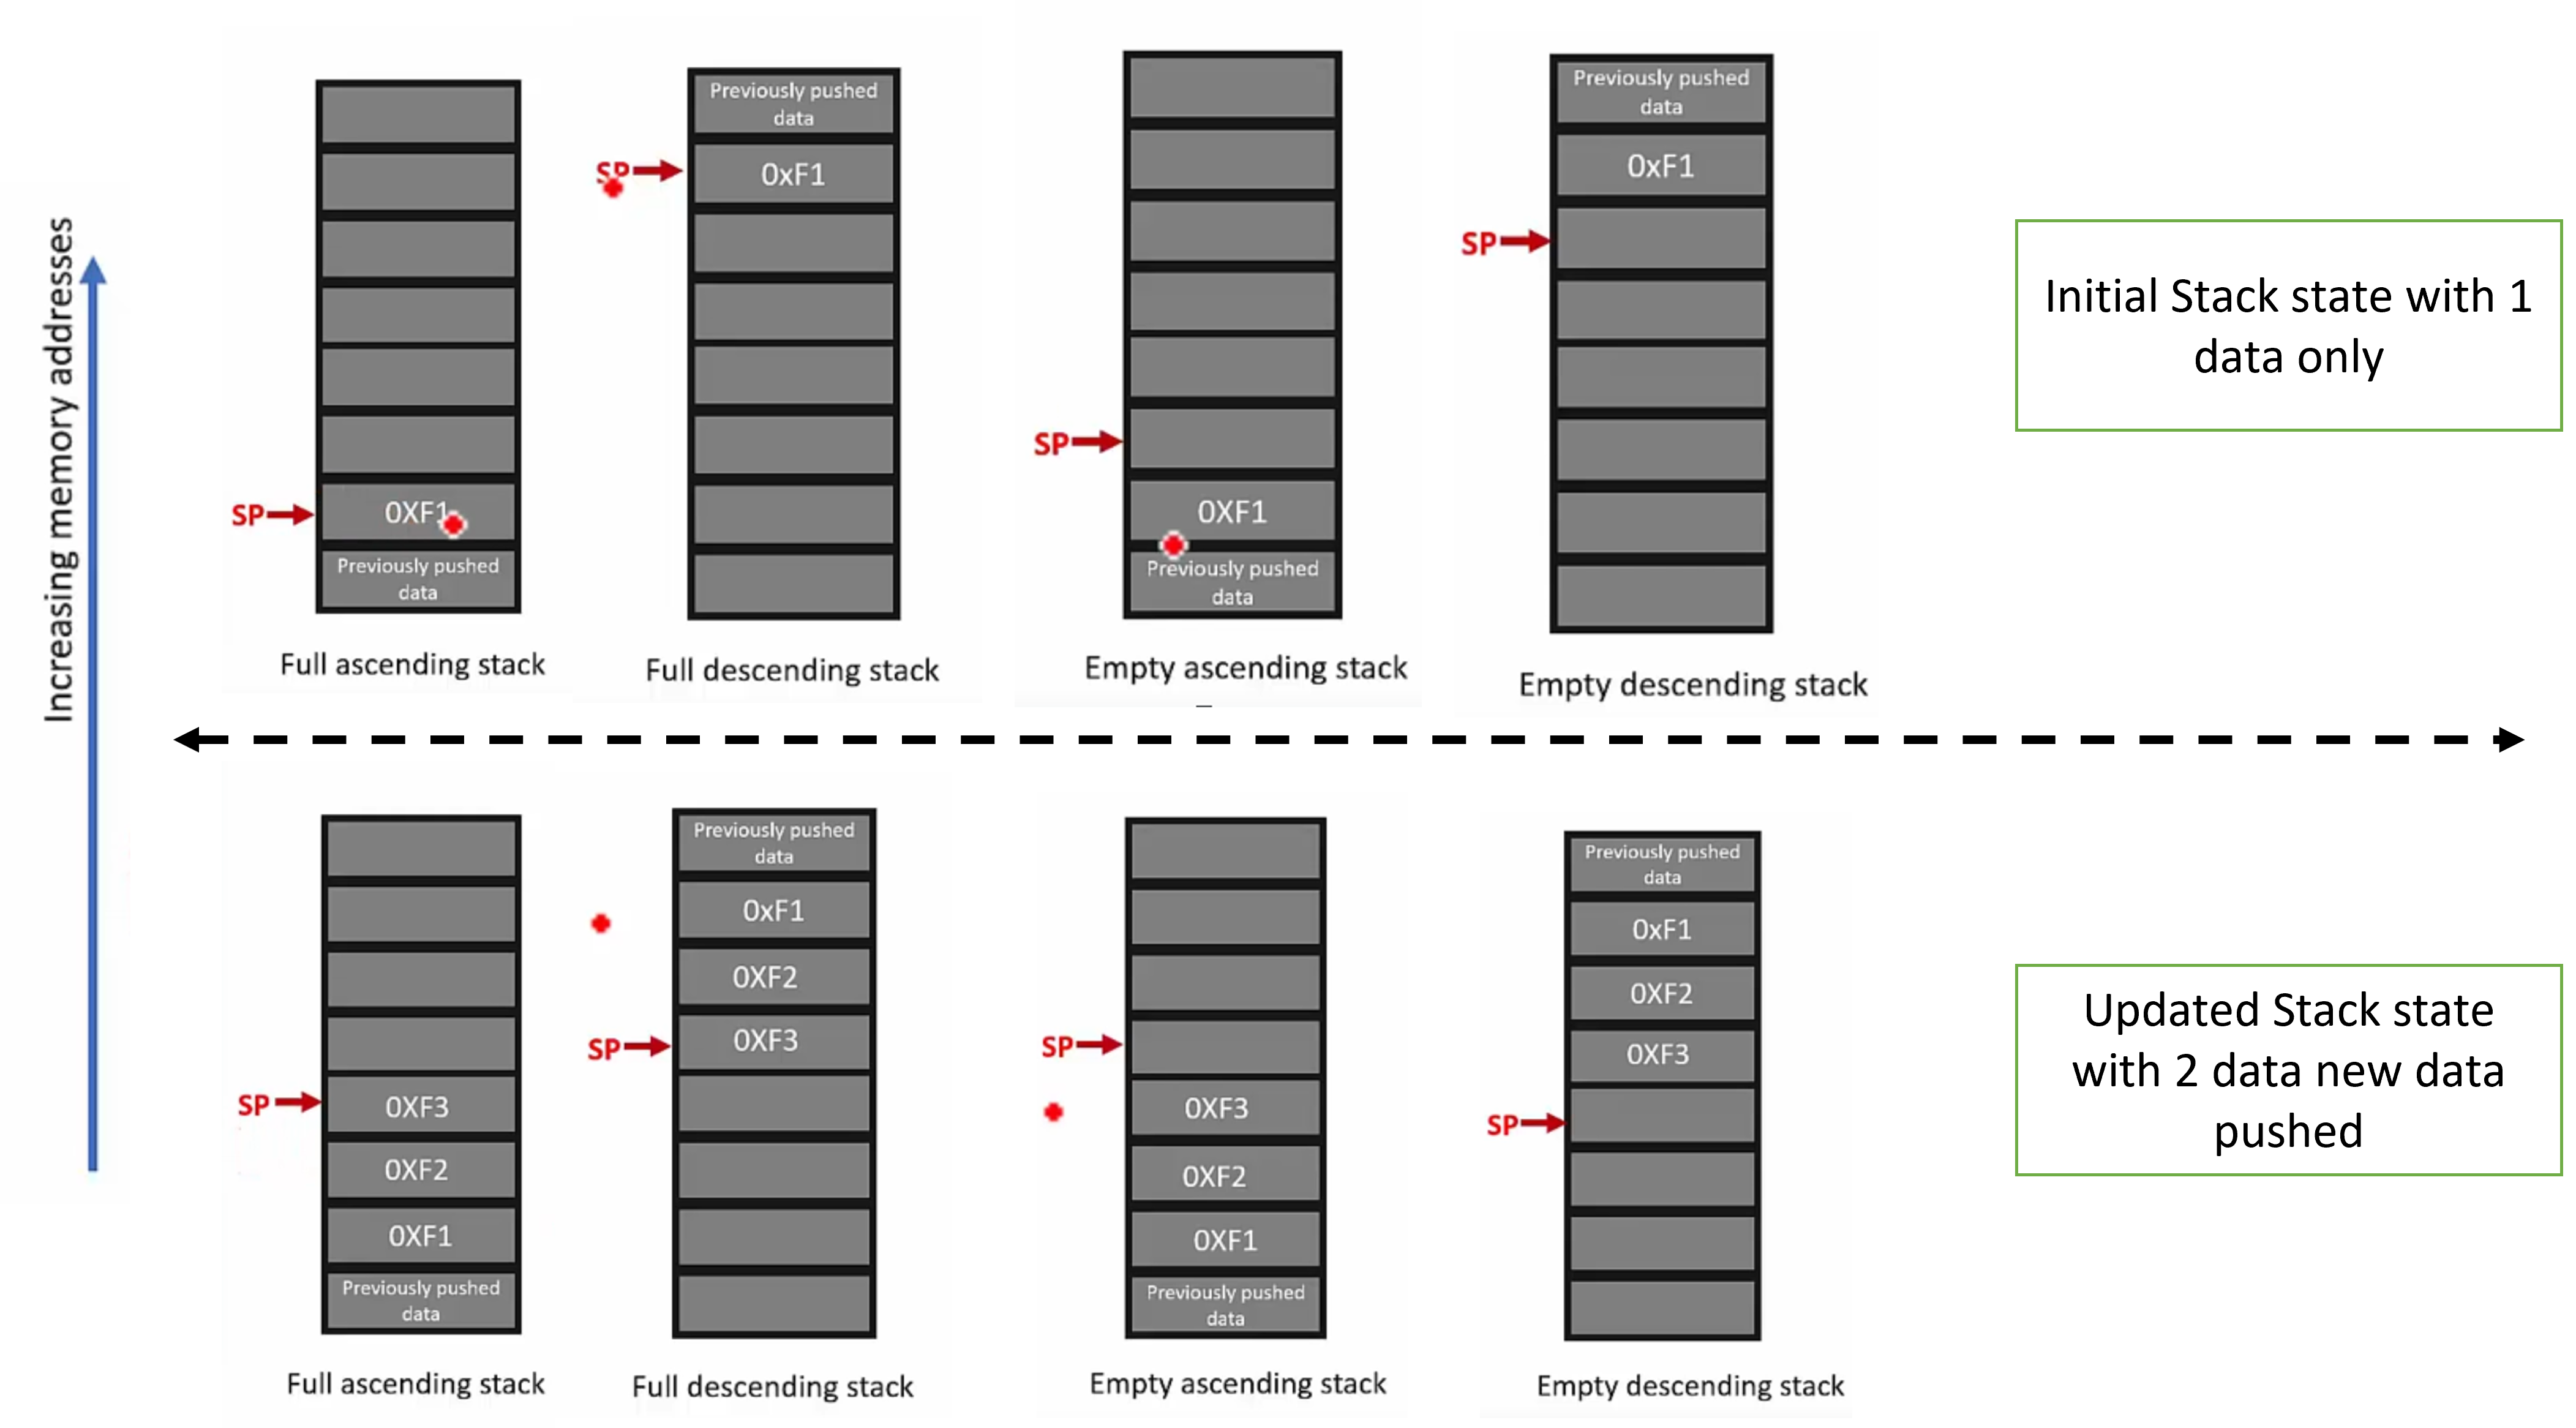 Increasing memory addresses
Previously pushed
data
SP
0xF1
SP
0XF1
Previously pushed
data
Full ascending stack
Full descending stack
SP
0XF1
Previously pushed
data
Empty ascending stack
Previously pushed
data
0xF1
SP
Empty descending stack
Initial Stack state with 1
data only
SP
0XF3
0XF2
0XF1
Previously pushed
data
Full ascending stack
Previously pushed
data
0xF1
0XF2
SP
0XF3
Full descending stack
SP
0XF3
0XF2
0XF1
Previously pushed
data
Empty ascending stack
Previously pushed
data
0xF1
0XF2
0XF3
SP
Empty descending stack
Updated Stack state
with 2 data new data
pushed